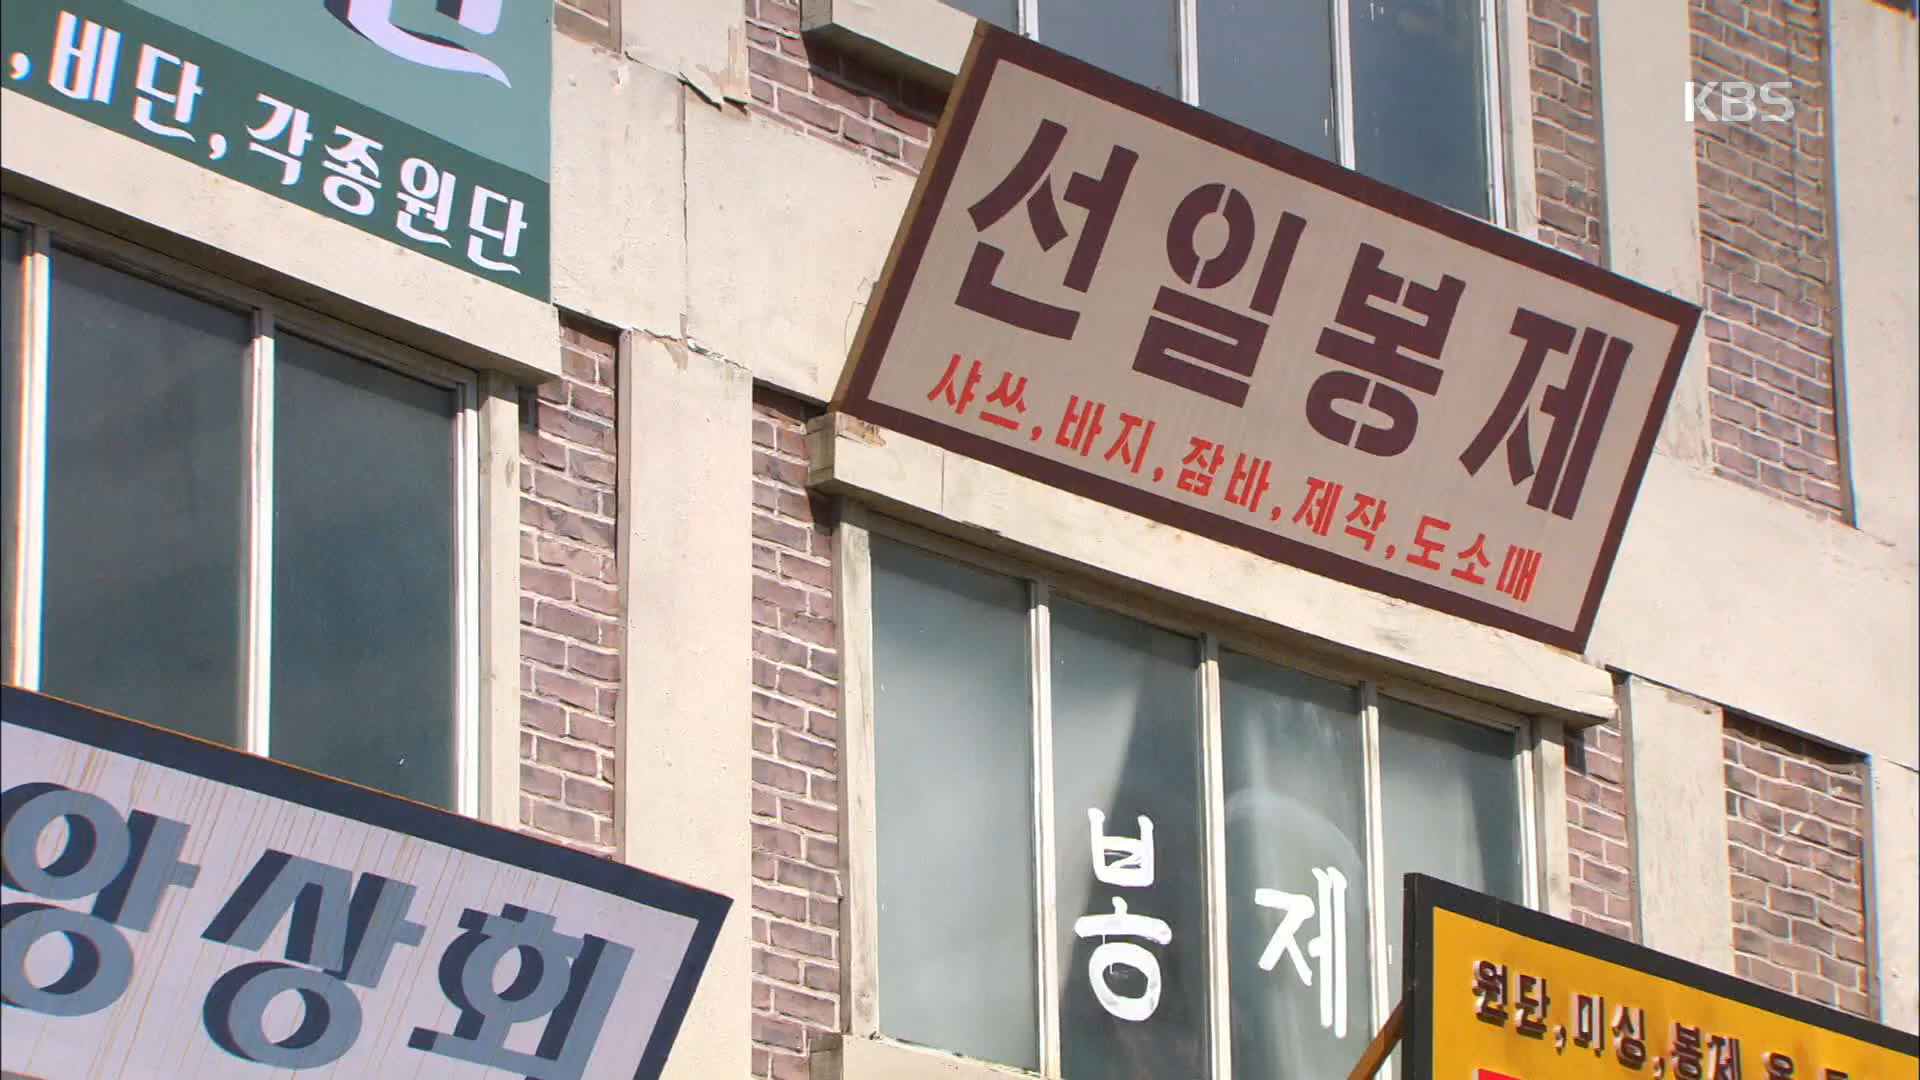 ,비단,각종원단
KBS
선일봉제
샤쓰,바지,잠바,제작,도소매
앙상회
봉제
원단,미싱,봉제